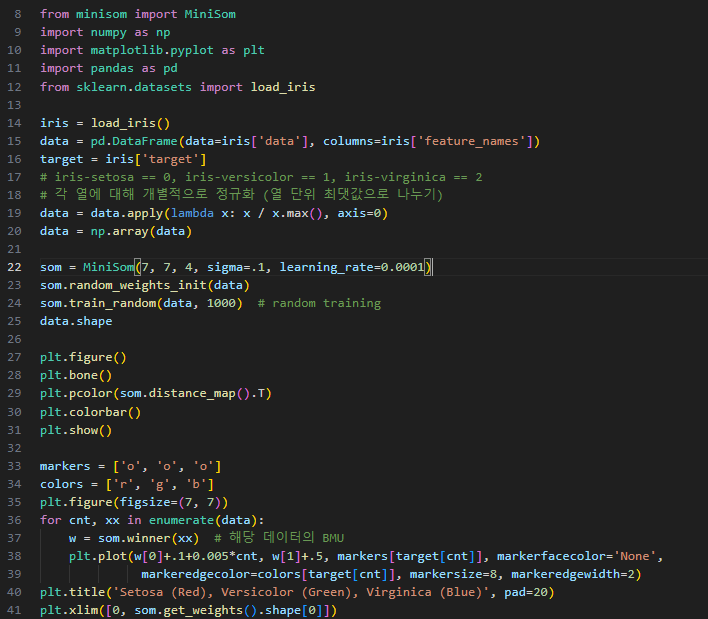 8 from minisom import MiniSom
9 import numpy as np
10 import matplotlib.pyplot as plt
11 import pandas as pd
12 from sklearn.datasets import load_iris
13
14 iris = load_iris()
15 data = pd.DataFrame(data=iris['data'], columns=iris['feature_names'])
16 target = iris['target']
17 # iris-setosa == 0, iris-versicolor == 1, iris-virginica == 2
18 # 각 열에 대해 개별적으로 정규화 (열 단위 최댓값으로 나누기)
19 data = data.apply(lambda x: x / x.max(), axis=0)
20 data = np.array(data)
21
22 som = MiniSom(7, 7, 4, sigma=.1, learning_rate=0.0001)
23 som.random_weights_init(data)
24 som.train_random(data, 1000)  # random training
25 data.shape
26
27 plt.figure()
28 plt.bone()
29 plt.pcolor(som.distance_map().T)
30 plt.colorbar()
31 plt.show()
32
33 markers = ['o', 'o', 'o']
34 colors = ['r', 'g', 'b']
35 plt.figure(figsize=(7, 7))
36 for cnt, xx in enumerate(data):
37     w = som.winner(xx)  # 해당 데이터의 BMU
38     plt.plot(w[0]+.1+0.005*cnt, w[1]+.5, markers[target[cnt]], markerfacecolor='None',
39              markeredgecolor=colors[target[cnt]], markersize=8, markeredgewidth=2)
40 plt.title('Setosa (Red), Versicolor (Green), Virginica (Blue)', pad=20)
41 plt.xlim([0, som.get_weights().shape[0]])